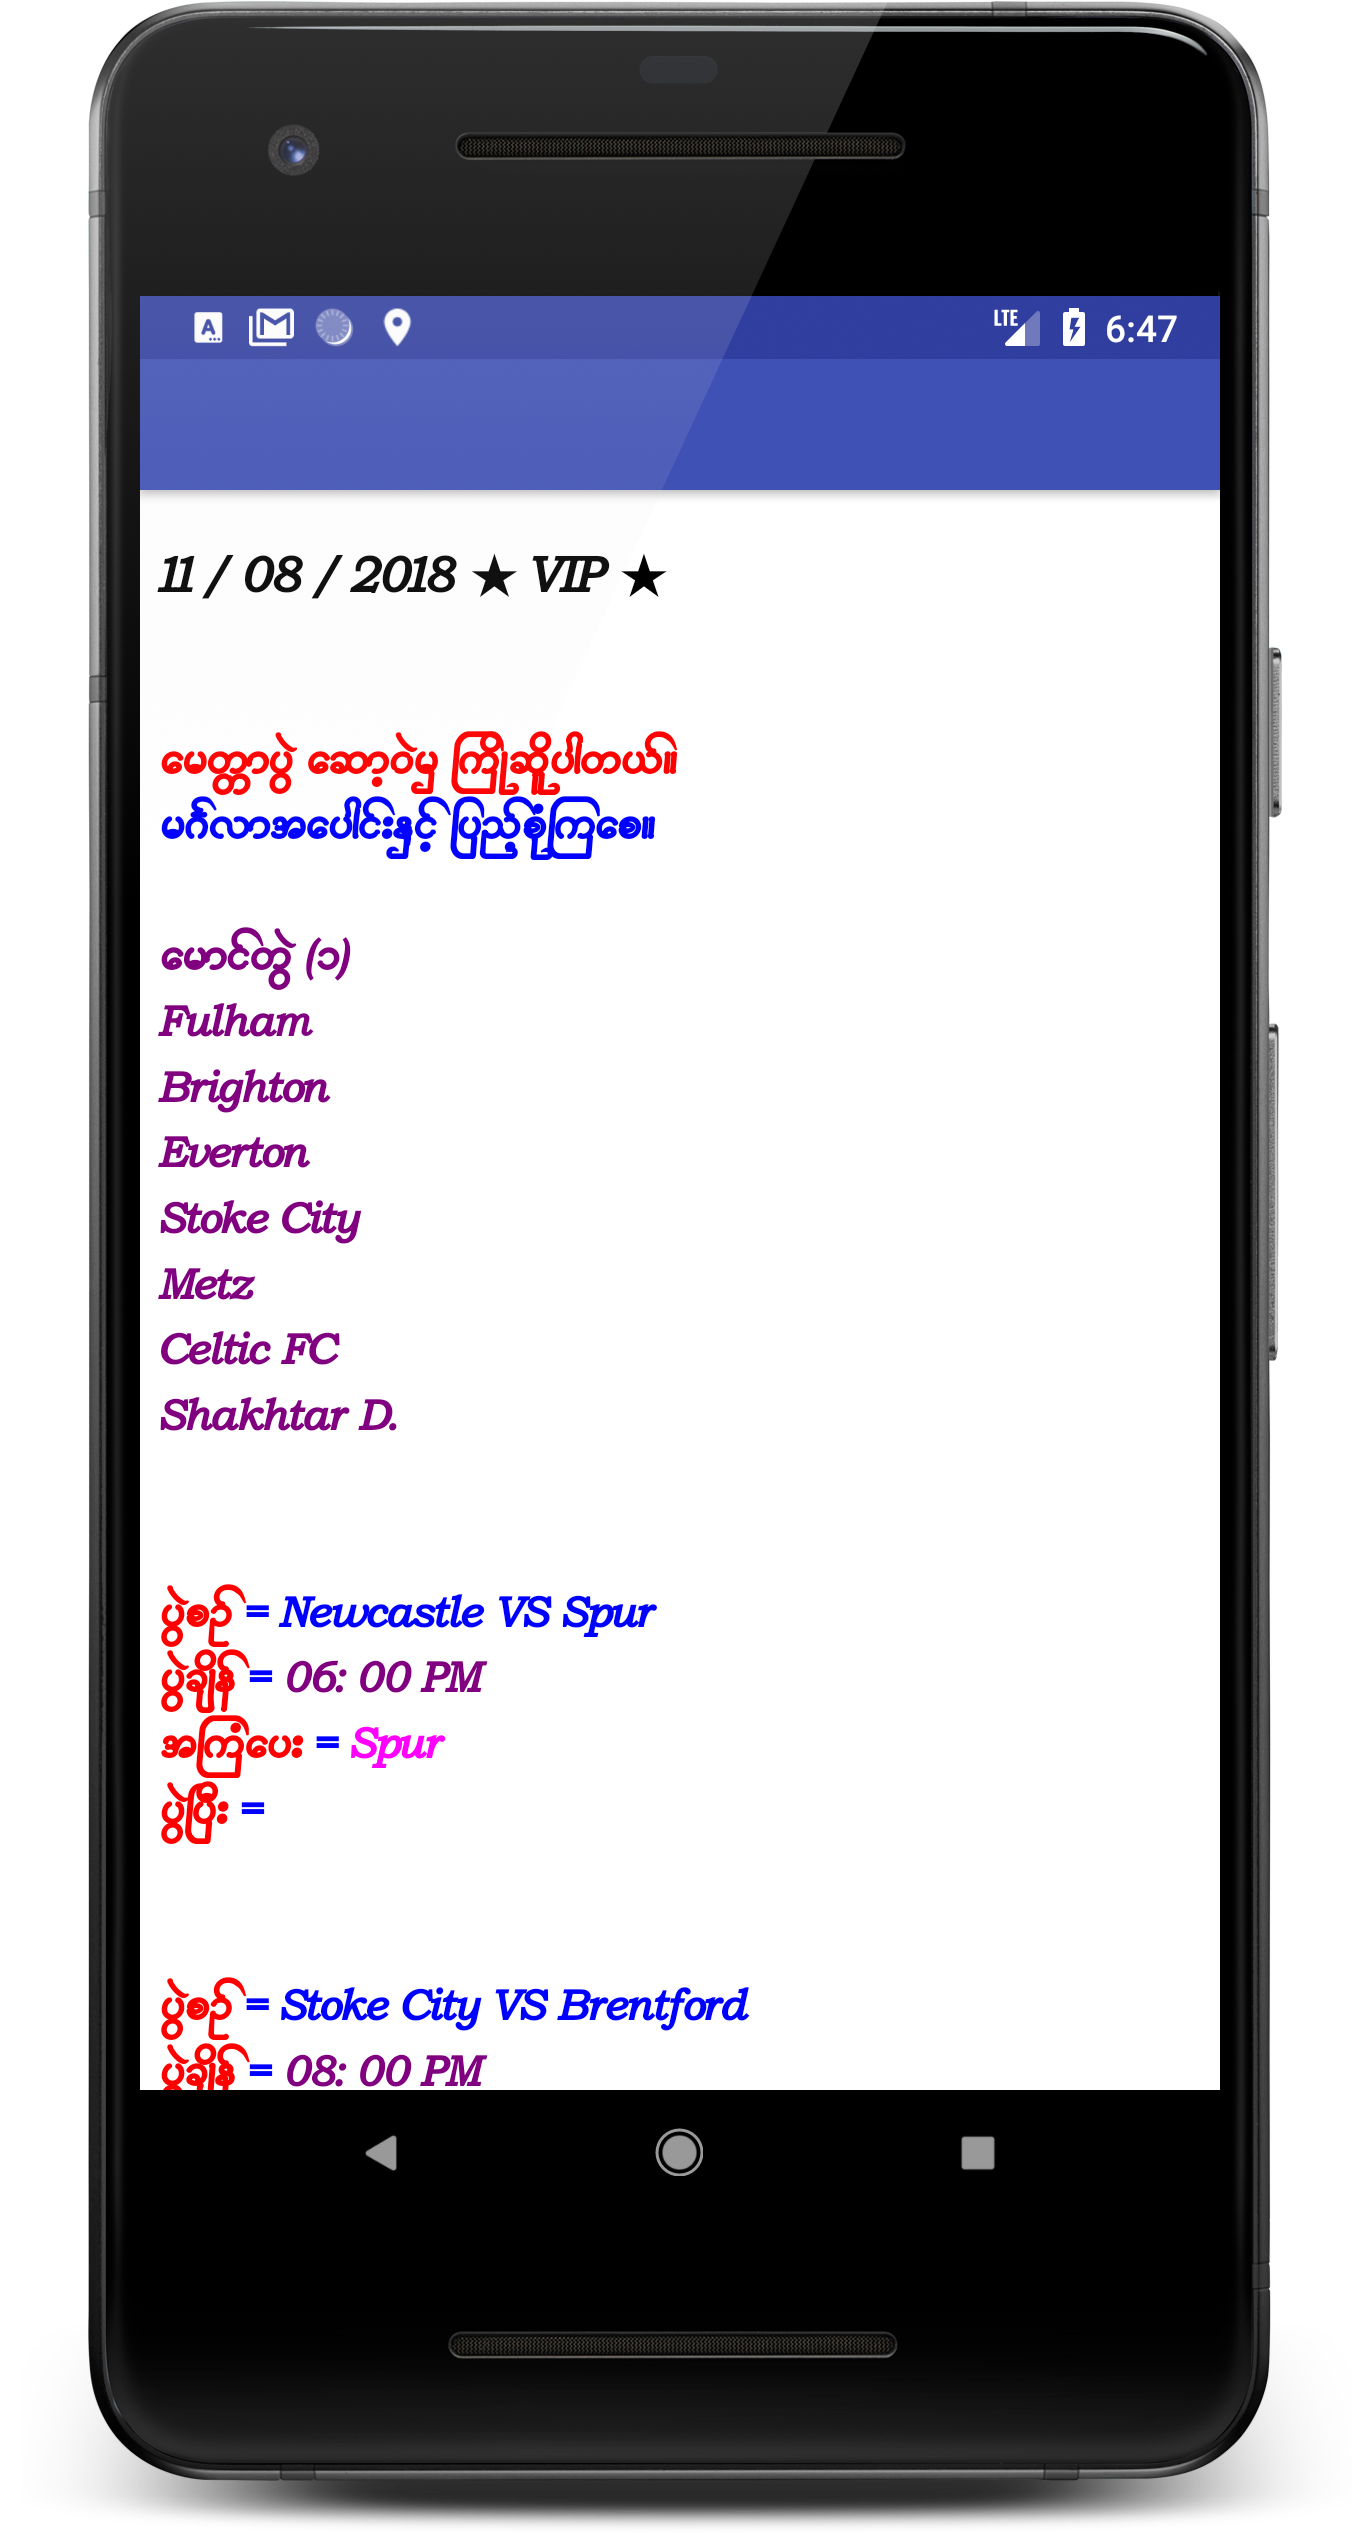 LTE 6:47
11 / 08 / 2018 ★ VIP ★
မေတ္တာပွဲ ဆော့ဝဲမှ ကြိုဆိုပါတယ်။
မင်္ဂလာအပေါင်းနှင့် ပြည့်စုံကြစေ။
မောင်တွဲ (၁)
Fulham
Brighton
Everton
Stoke City
Metz
Celtic FC
Shakhtar D.
ပွဲစဉ် = Newcastle VS Spur
ပွဲချိန် = 06: 00 PM
အကြံပေး = Spur
ပွဲပြီး =
ပွဲစဉ် = Stoke City VS Brentford
ပွဲချိန် = 08: 00 PM